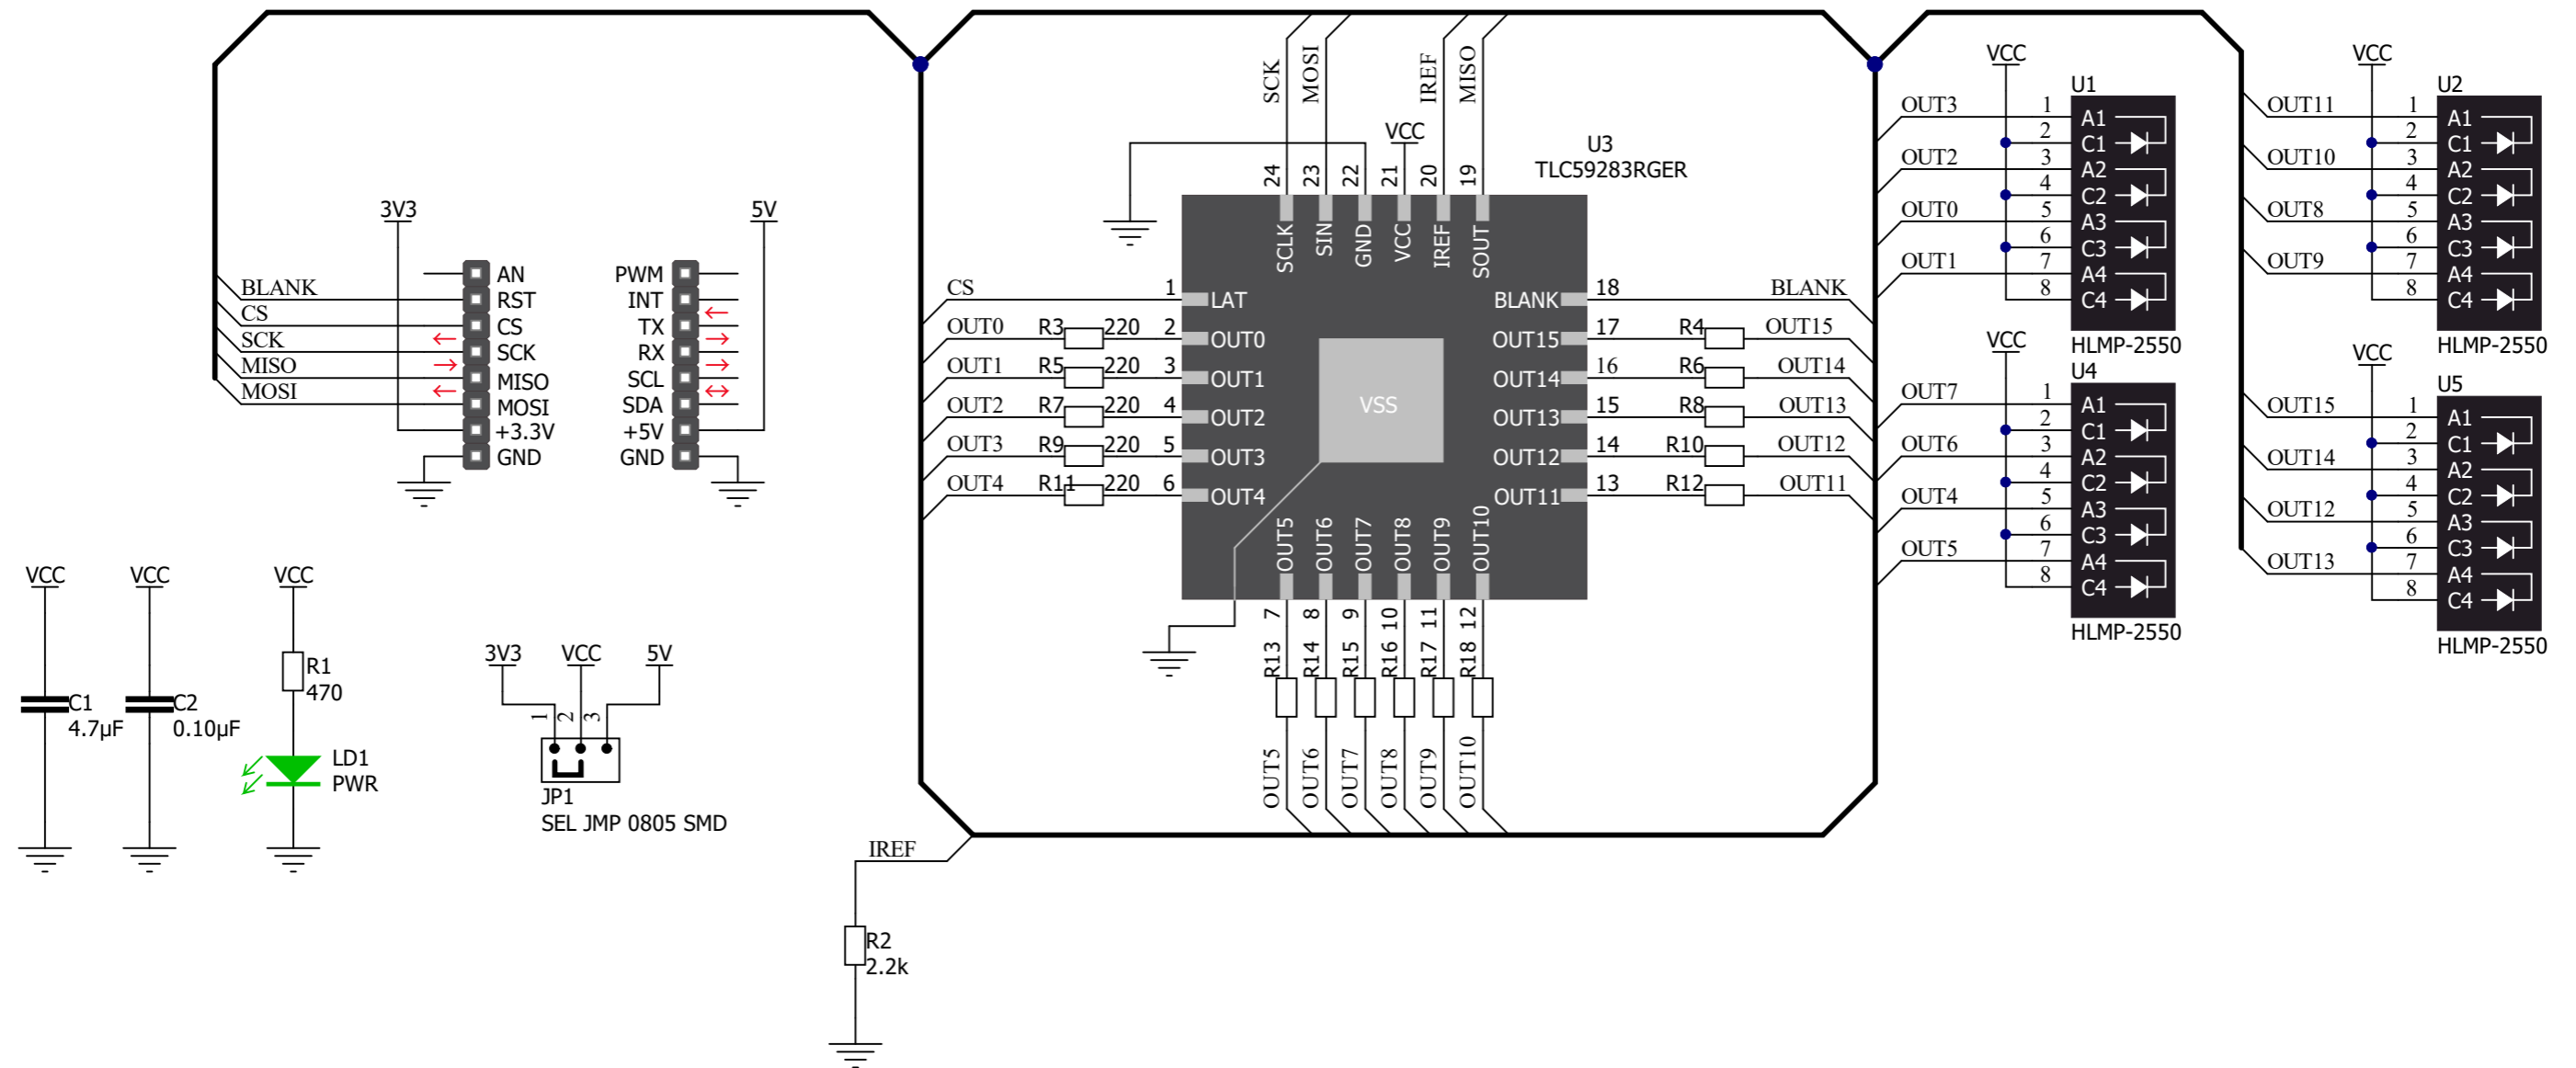 3V3
5V
BLANK
CS
SCK
MISO
MOSI
AN
RST
CS
SCK
MISO
MOSI
+3.3V
GND
PWM
INT
TX
RX
SCL
SDA
+5V
GND
VCC
C1
4.7µF
VCC
C2
0.10µF
VCC
R1
470
LD1
PWR
3V3
VCC
5V
1
2
3
JP1
SEL JMP 0805 SMD
IREF
R2
2.2k
SCK
MOSI
IREF
MISO
VCC
U3
TLC59283RGER
24
23
22
21
20
19
SCLK
SIN
GND
VCC
IREF
SOUT
CS 1 LAT
OUT0 R3 220 2 OUT0
OUT1 R5 220 3 OUT1
OUT2 R7 220 4 OUT2
OUT3 R9 220 5 OUT3
OUT4 R11 220 6 OUT4
VSS
BLANK 18 BLANK
OUT15 17 R4 OUT15
OUT14 16 R6 OUT14
OUT13 15 R8 OUT13
OUT12 14 R10 OUT12
OUT11 13 R12 OUT11
OUT5
OUT6
OUT7
OUT8
OUT9
OUT10
7
8
9
10
11
12
R13
R14
R15
R16
R17
R18
OUT5
OUT6
OUT7
OUT8
OUT9
OUT10
VCC
U1
OUT3 1 A1
2 C1
OUT2 3 A2
4 C2
OUT0 5 A3
6 C3
OUT1 7 A4
8 C4
HLMP-2550
VCC
U4
OUT7 1 A1
2 C1
OUT6 3 A2
4 C2
OUT4 5 A3
6 C3
OUT5 7 A4
8 C4
HLMP-2550
VCC
U2
OUT11 1 A1
2 C1
OUT10 3 A2
4 C2
OUT8 5 A3
6 C3
OUT9 7 A4
8 C4
HLMP-2550
VCC
U5
OUT15 1 A1
2 C1
OUT14 3 A2
4 C2
OUT12 5 A3
6 C3
OUT13 7 A4
8 C4
HLMP-2550